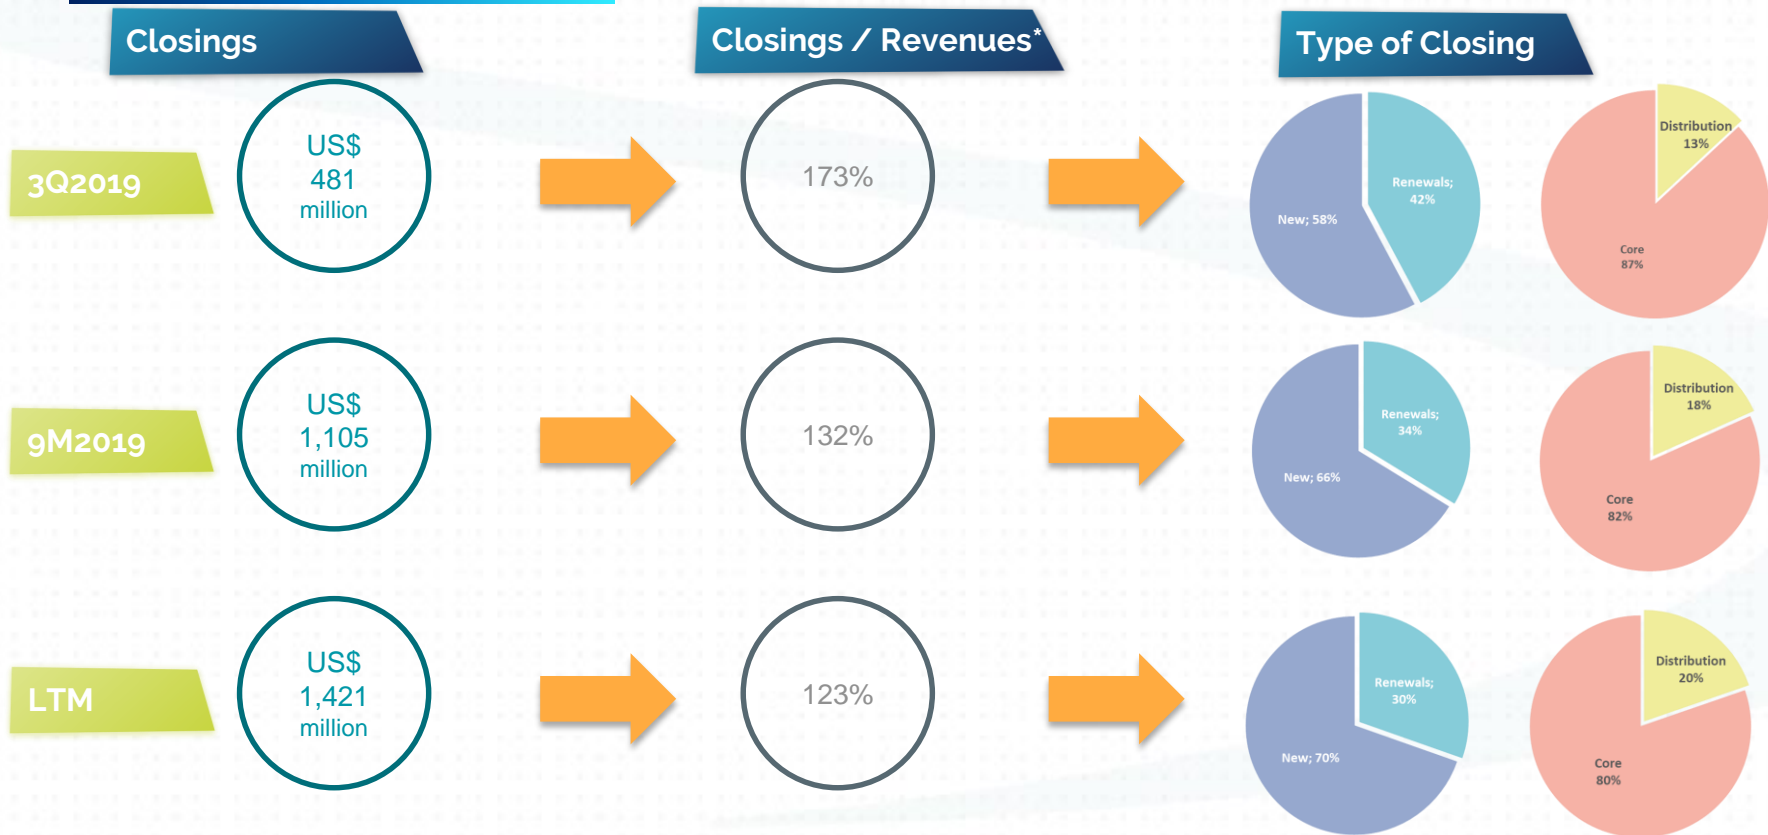 Closings
Closings / Revenues*
Type of Closing
3Q2019
US$
481
million
173%
New; 58%
Renewals;
42%
Distribution
13%
Core
87%
9M2019
US$
1,105
million
132%
New; 66%
Renewals;
34%
Distribution
18%
Core
82%
LTM
US$
1,421
million
123%
New; 70%
Renewals;
30%
Distribution
20%
Core
80%